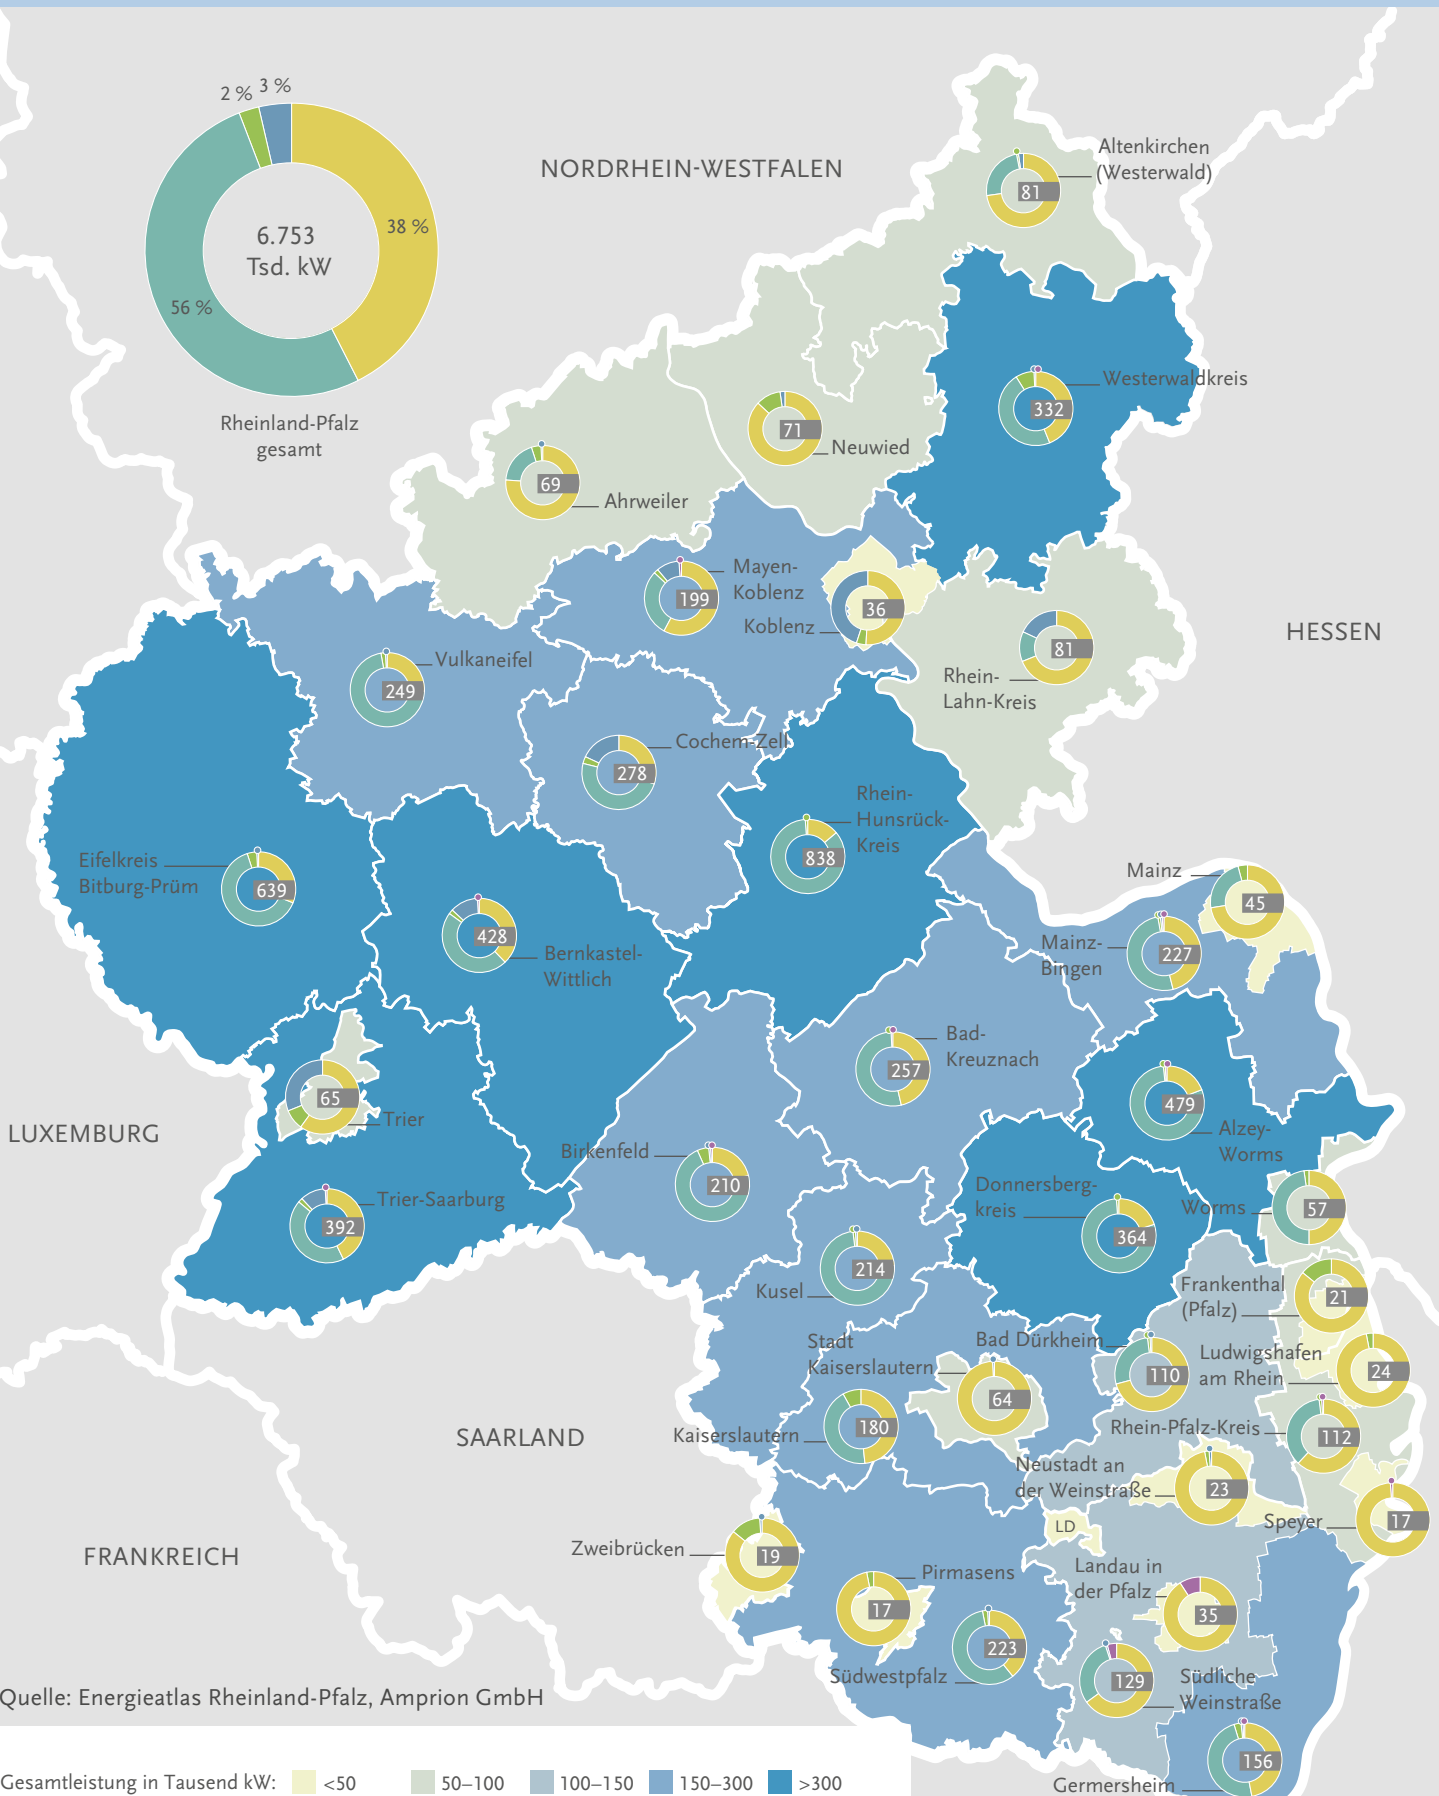 2 %
3 %
38 %
56 %
6.753
Tsd. kW
Rheinland-Pfalz
gesamt
NORDRHEIN-WESTFALEN
Altenkirchen
(Westerwald)
81
Westerwaldkreis
332
71
Neuwied
69
Ahrweiler
Mayen-
Koblenz
199
Koblenz
36
HESSEN
81
Rhein-
Lahn-Kreis
Vulkaneifel
249
Cochem-Zell
278
Rhein-
Hunsrück-
Kreis
838
Eifelkreis
Bitburg-Prüm
639
428
Bernkastel-
Wittlich
Mainz
45
Mainz-
Bingen
227
Bad-
Kreuznach
257
479
Alzey-
Worms
LUXEMBURG
65
Trier
Birkenfeld
210
Trier-Saarburg
392
Donnersberg-
kreis
364
Worms
57
214
Kusel
Frankenthal
(Pfalz)
21
Stadt
Kaiserslautern
64
Bad Dürkheim
110
Ludwigshafen
am Rhein
24
SAARLAND
Kaiserslautern
180
Rhein-Pfalz-Kreis
112
Neustadt an
der Weinstraße
23
Speyer
17
LD
FRANKREICH
Zweibrücken
19
Pirmasens
17
Landau in
der Pfalz
35
223
Südwestpfalz
129
Südliche
Weinstraße
156
Germersheim
Quelle: Energieatlas Rheinland-Pfalz, Amprion GmbH
Gesamtleistung in Tausend kW: <50 50–100 100–150 150–300 >300